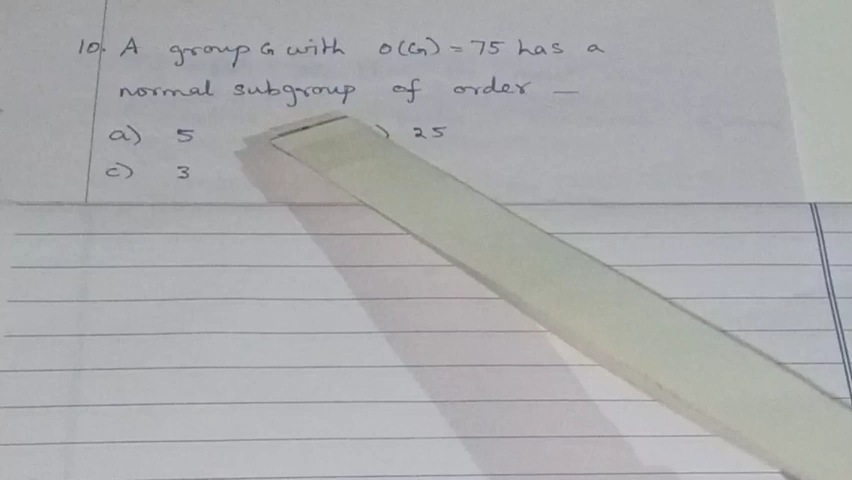 10. A group G with O(G) = 75 has a
normal subgroup of order —
a) 5 ) 25
c) 3